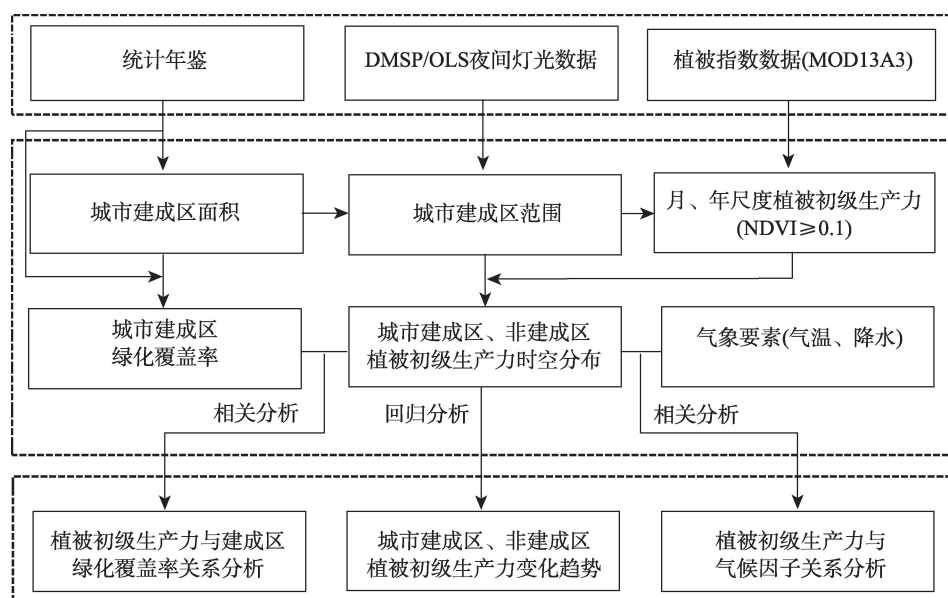 统计年鉴
DMSP/OLS夜间灯光数据
植被指数数据(MOD13A3)
城市建成区面积
城市建成区范围
月、年尺度植被初级生产力
(NDVI≥0.1)
城市建成区
绿化覆盖率
城市建成区、非建成区
植被初级生产力时空分布
气象要素(气温、降水)
相关分析
回归分析
相关分析
植被初级生产力与建成区
绿化覆盖率关系分析
城市建成区、非建成区
植被初级生产力变化趋势
植被初级生产力与
气候因子关系分析